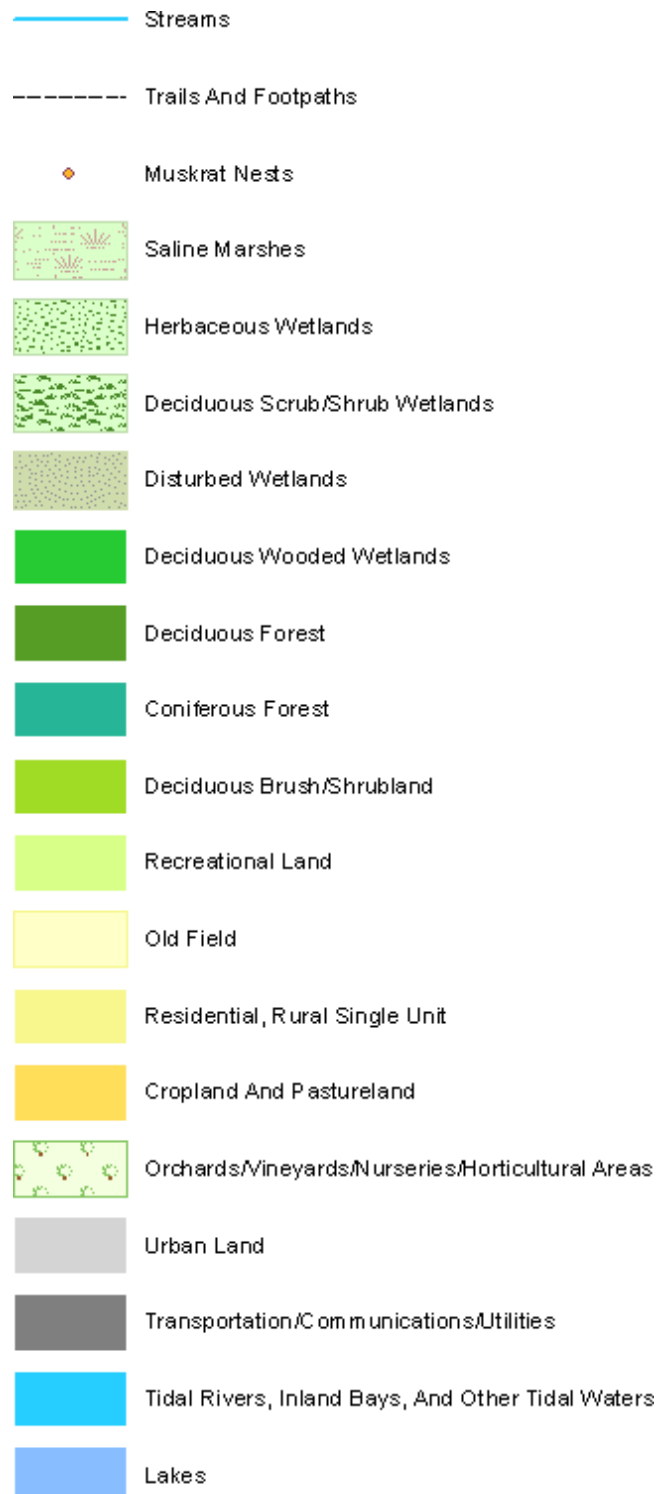 Streams
Trails And Footpaths
Muskrat Nests
Saline Marshes
Herbaceous Wetlands
Deciduous Scrub/Shrub Wetlands
Disturbed Wetlands
Deciduous Wooded Wetlands
Deciduous Forest
Coniferous Forest
Deciduous Brush/Shrubland
Recreational Land
Old Field
Residential, Rural Single Unit
Cropland And Pastureland
Orchards/Vineyards/Nurseries/Horticultural Areas
Urban Land
Transportation/Communications/Utilities
Tidal Rivers, Inland Bays, And Other Tidal Waters
Lakes